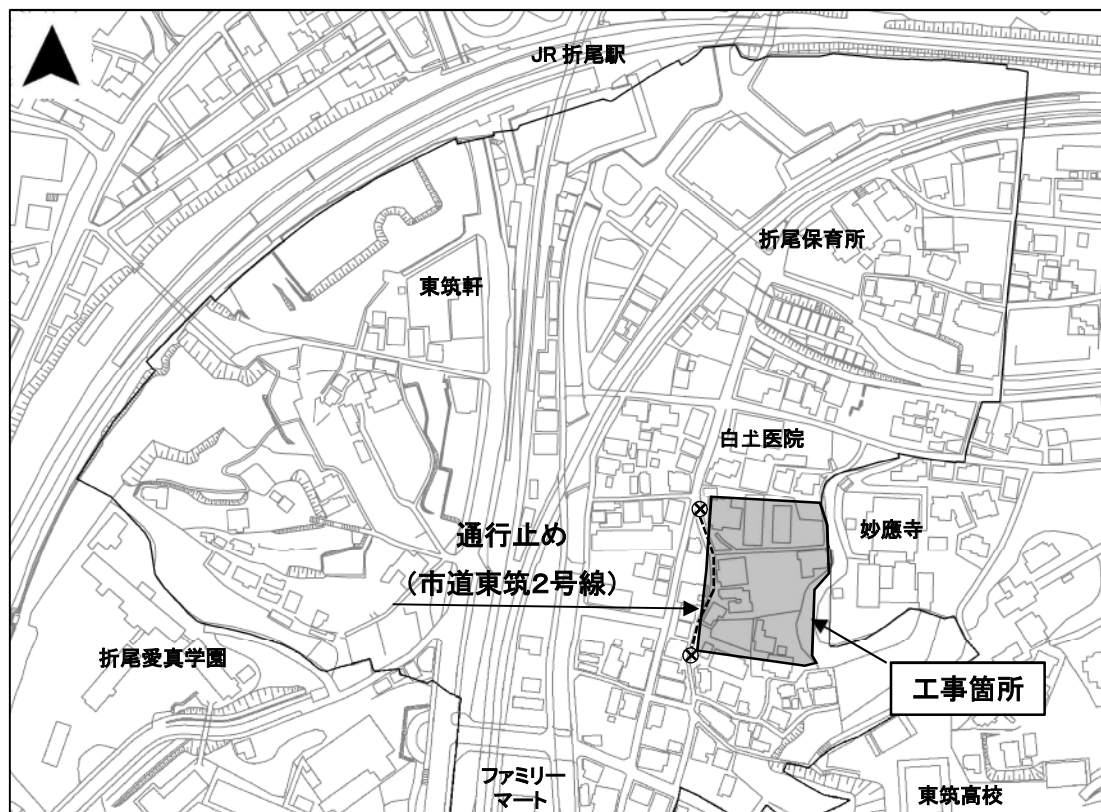 JR 折尾駅
折尾保育所
東筑軒
白土医院
通行止め
(市道東筑2号線)
妙應寺
折尾愛真学園
工事箇所
ファミリー
マート
東筑高校